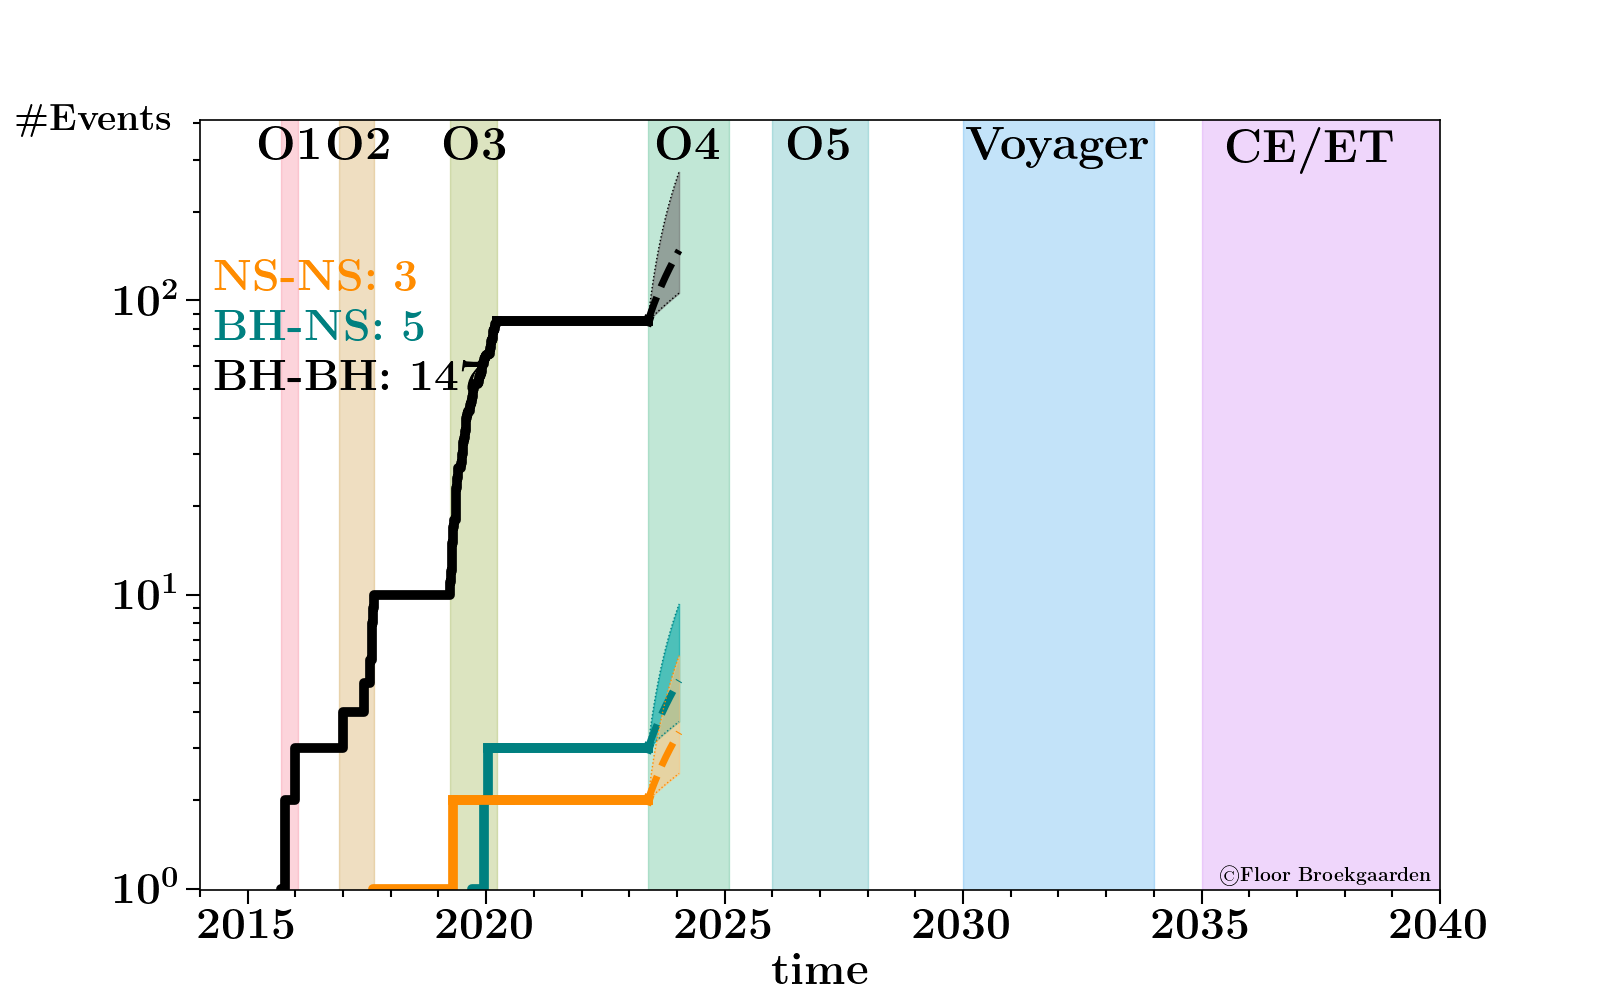 #Events
O1 O2 O3 O4 O5 Voyager CE/ET
NS-NS: 3
BH-NS: 5
BH-BH: 147
10²
10¹
10⁰
©Floor Broekgaarden
2015 2020 2025 2030 2035 2040
time